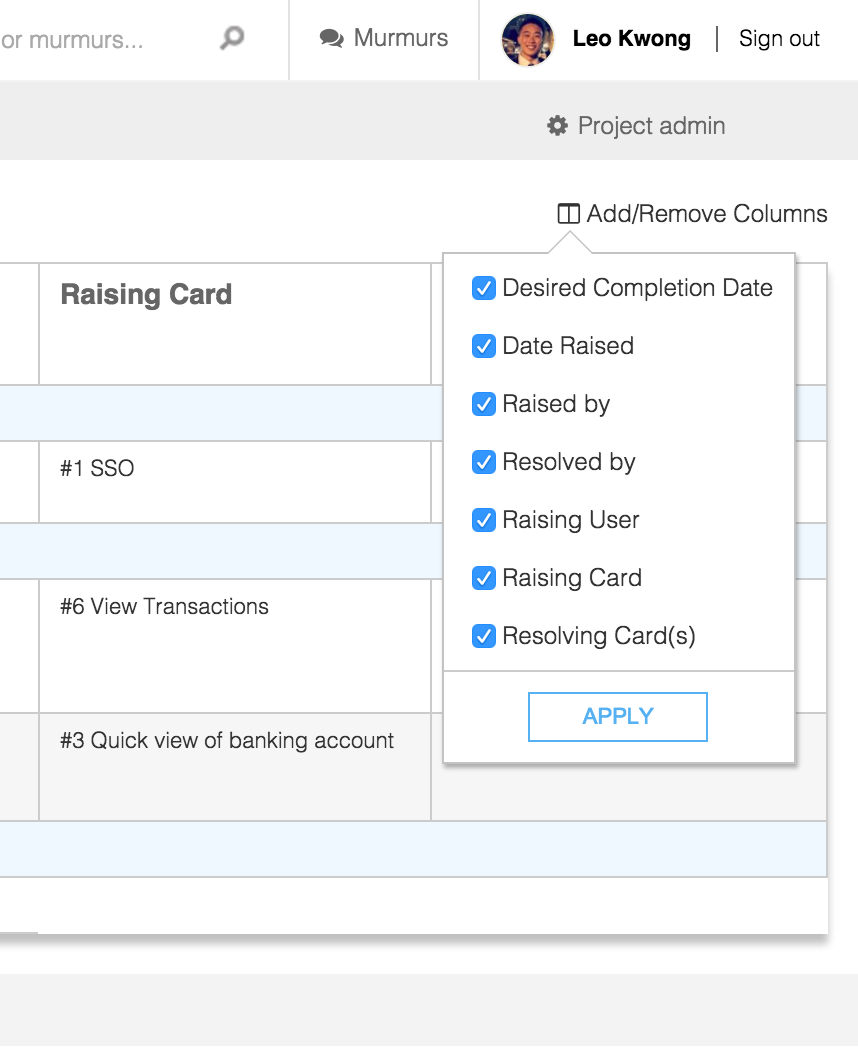 or murmurs...
Murmurs
Leo Kwong | Sign out
Project admin
Add/Remove Columns
Raising Card
Desired Completion Date
Date Raised
Raised by
Resolved by
Raising User
Raising Card
Resolving Card(s)
APPLY
#1 SSO
#6 View Transactions
#3 Quick view of banking account